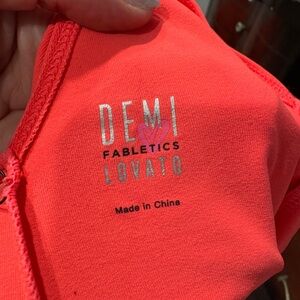 DEMI
FABLETICS
LOVATO
Made in China